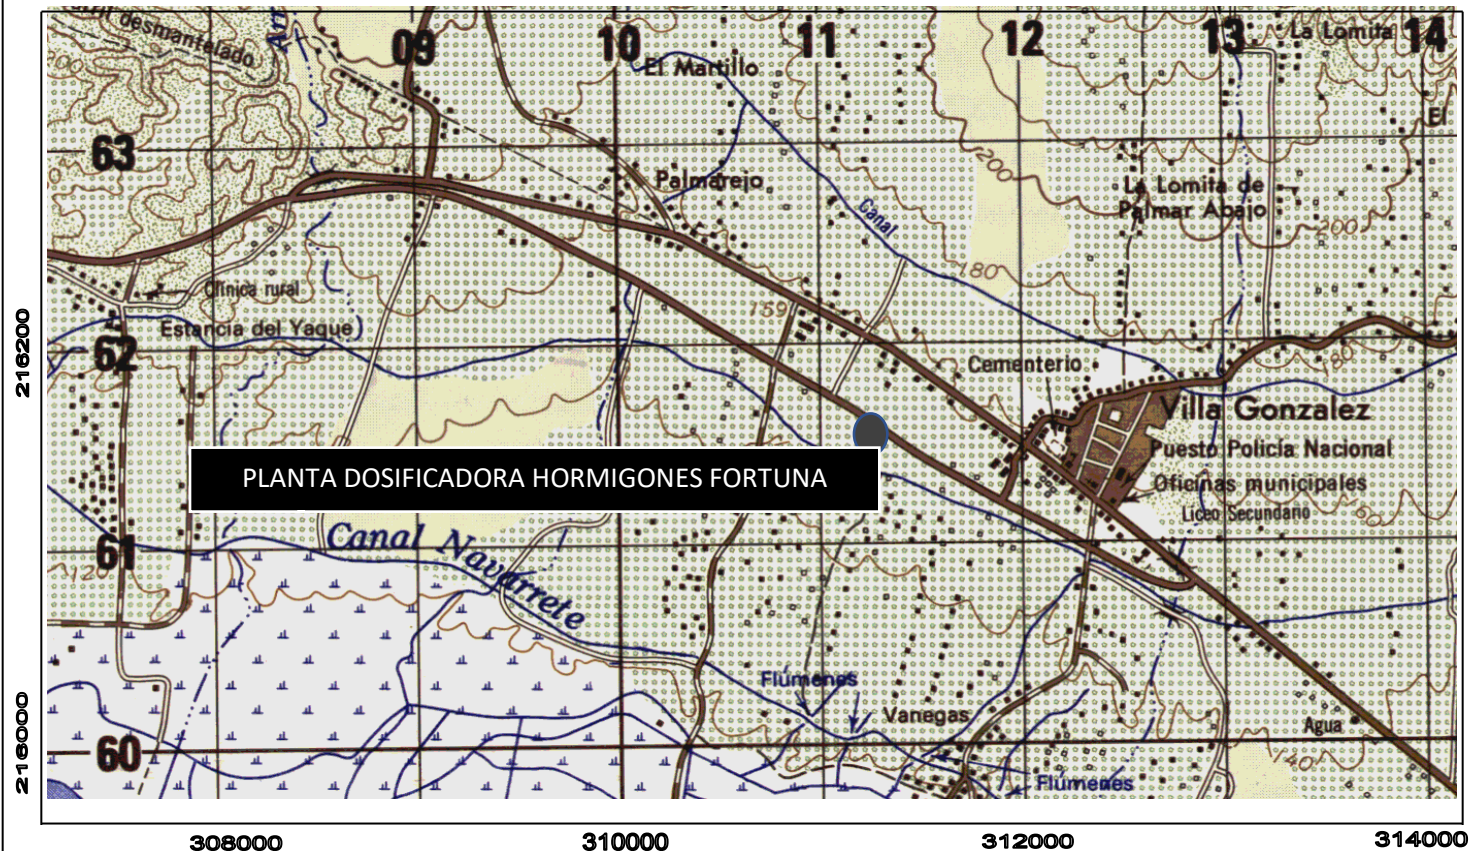 desmantelado
09
10
11
12
13
La Lomita
14
El Martillo
El
63
200
Palmarejo
La Lomita de
Palmar Abajo
Canal
200
180
Clínica rural
159
Estancia del Yaque
62
216200
Cementerio
180
Villa Gonzalez
Puesto Policía Nacional
PLANTA DOSIFICADORA HORMIGONES FORTUNA
Oficinas municipales
Liceo Secundario
61
Canal Navarrete
120
Flúmenes
Vanegas
Agua
60
216000
140
Flúmenes
308000
310000
312000
314000